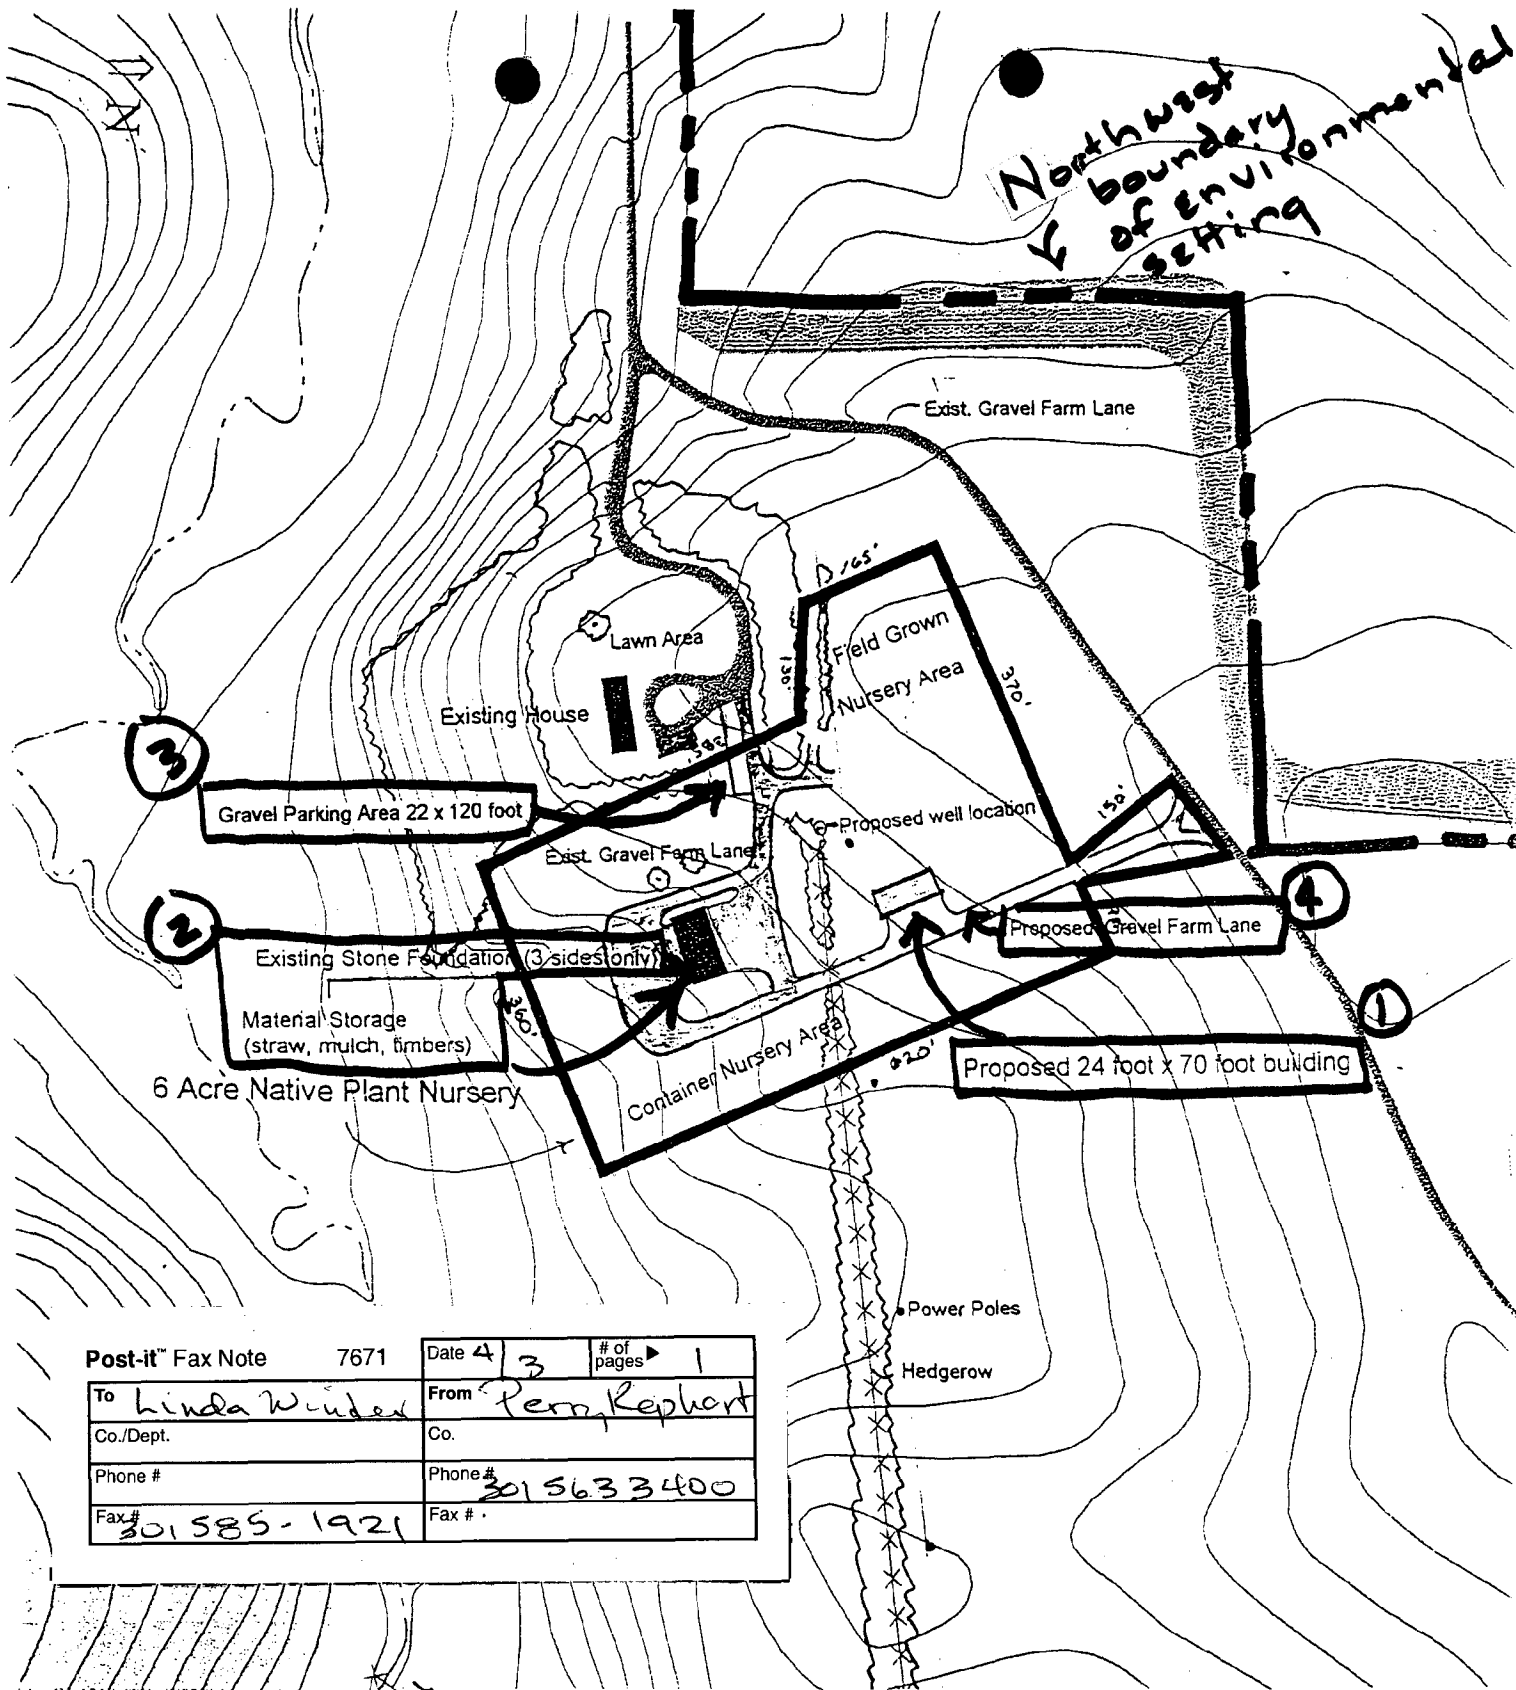 N
Northwest
boundary
of environmental
setting
Exist. Gravel Farm Lane
165'
Field Grown
Nursery Area
130'
370'
Lawn Area
Existing House
385'
3
Gravel Parking Area 22 x 120 foot
150'
Proposed well location
Exist. Gravel Farm Lane
4
Proposed Gravel Farm Lane
2
Existing Stone Foundation (3 sides only)
Material Storage
(straw, mulch, timbers)
360'
1
Proposed 24 foot x 70 foot building
6 Acre Native Plant Nursery
Container Nursery Area
620'
Power Poles
Hedgerow
Post-it™ Fax Note 7671
Date 4/3
# of pages ▶ 1
To Linda Winder
From Perry Kephart
Co./Dept.
Co.
Phone #
Phone # 301 563 3400
Fax # 301 585-1921
Fax #